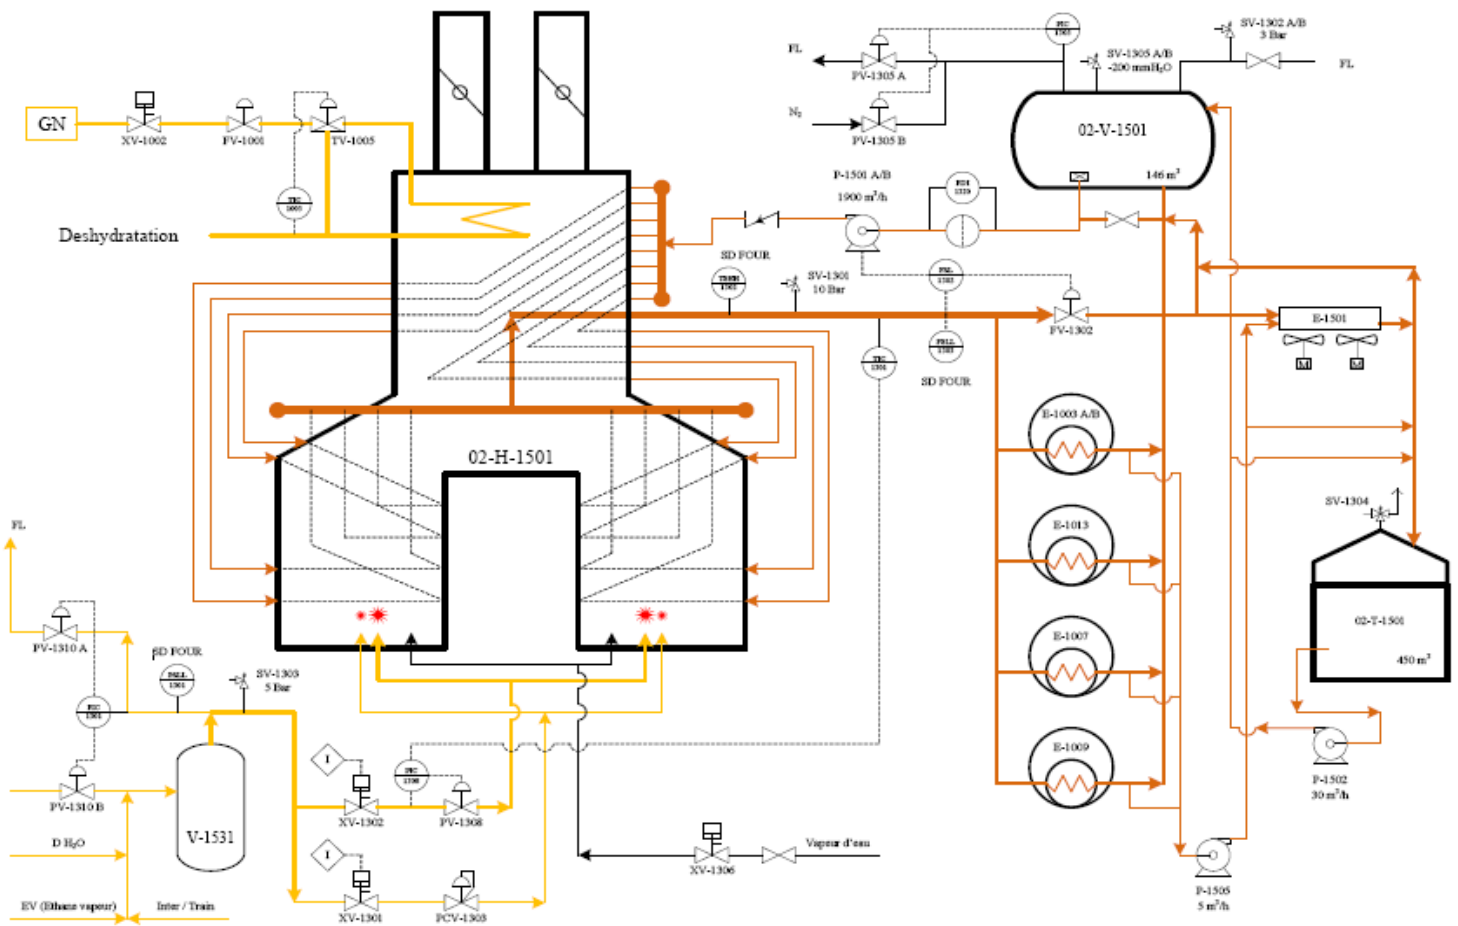 SV-1302 A/B
3 Bar
FL
SV-1305 A/B
-200 mmH₂O
PV-1305 A
FL
N₂
PV-1305 B
02-V-1501
146 m³
GN
XV-1002
FV-1001
TV-1005
TIC
Deshydratation
P-1501 A/B
1900 m³/h
SD FOUR
SV-1301
10 Bar
FV-1302
E-1501
M
M
TIC
1301
SD FOUR
E-1003 A/B
02-H-1501
E-1013
SV-1304
FL
02-T-1501
450 m³
E-1007
PV-1310 A
SD FOUR
SV-1303
5 Bar
E-1009
I
P-1502
30 m³/h
PV-1310 B
XV-1302
PV-1308
V-1531
D H₂O
I
Vapeur d'eau
XV-1306
P-1505
5 m³/h
EV (Ethane vapeur)
Inter / Train
XV-1301
PCV-1303